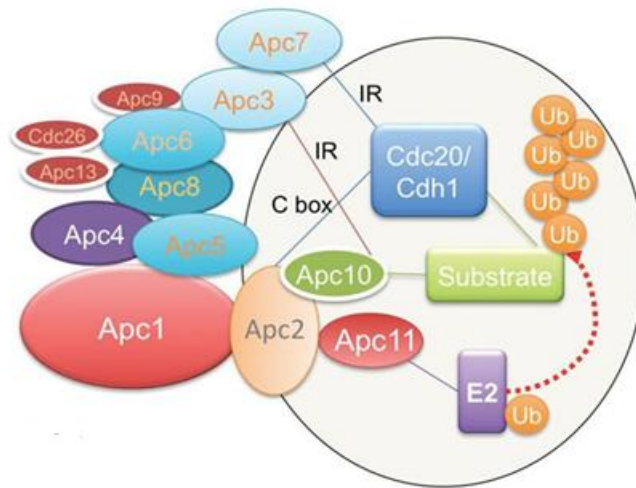 Apc7
Apc9
Apc3
IR
Cdc26
Apc6
IR
Cdc20/
Cdh1
Ub
Ub
Ub
Ub
Ub
Ub
Apc13
Apc8
C box
Apc4
Apc5
Apc10
Substrate
Apc1
Apc2
Apc11
E2
Ub